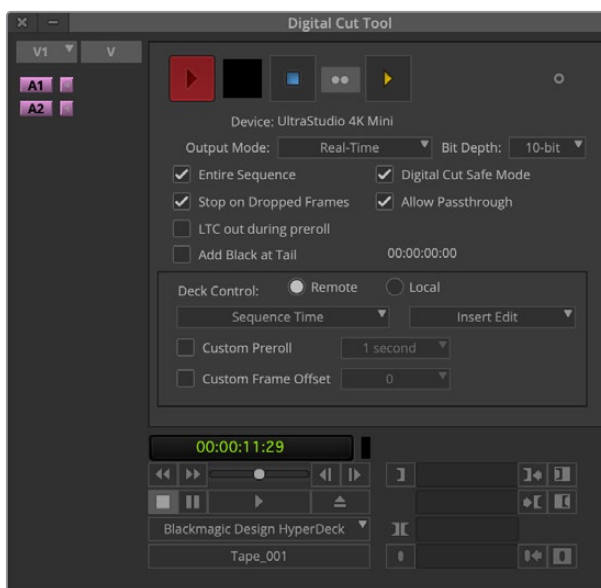 Digital Cut Tool
V1 V
A1
A2
Device: UltraStudio 4K Mini
Output Mode: Real-Time Bit Depth: 10-bit
Entire Sequence Digital Cut Safe Mode
Stop on Dropped Frames Allow Passthrough
LTC out during preroll
Add Black at Tail 00:00:00:00
Deck Control: Remote Local
Sequence Time Insert Edit
Custom Preroll 1 second
Custom Frame Offset 0
00:00:11:29
Blackmagic Design HyperDeck
Tape_001